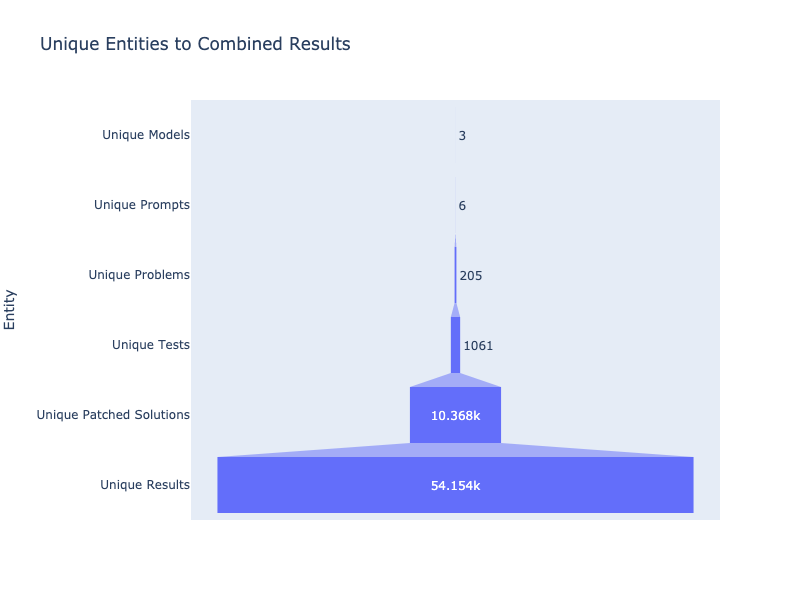 Unique Entities to Combined Results
Entity
Unique Models 3
Unique Prompts 6
Unique Problems 205
Unique Tests 1061
Unique Patched Solutions 10.368k
Unique Results 54.154k